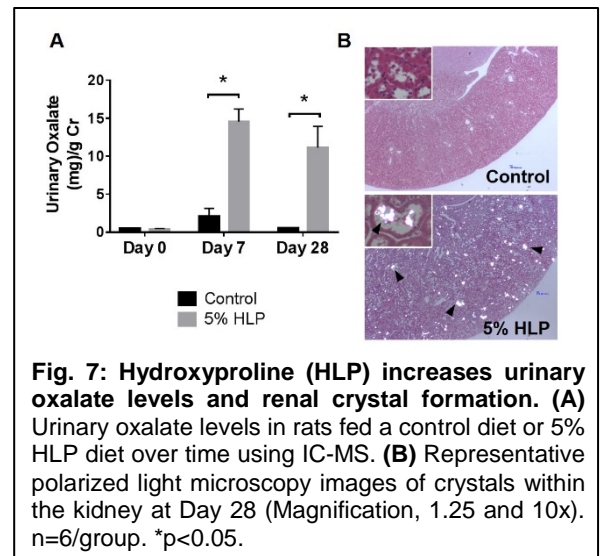 A
B
Urinary Oxalate
(mg)/g Cr
20
15
10
5
0
*
*
Day 0
Day 7
Day 28
Control
5% HLP
Control
5% HLP
Fig. 7: Hydroxyproline (HLP) increases urinary
oxalate levels and renal crystal formation. (A)
Urinary oxalate levels in rats fed a control diet or 5%
HLP diet over time using IC-MS. (B) Representative
polarized light microscopy images of crystals within
the kidney at Day 28 (Magnification, 1.25 and 10x).
n=6/group. *p<0.05.